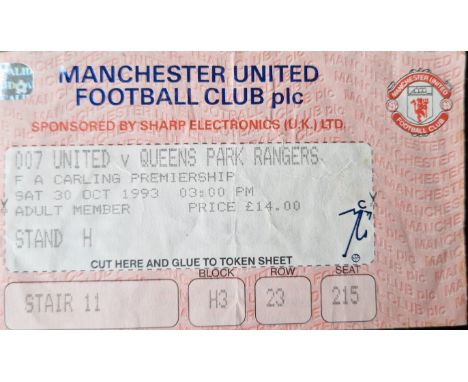 MANCHESTER UNITED
FOOTBALL CLUB plc
SPONSORED BY SHARP ELECTRONICS (U.K.) LTD.
007 UNITED v QUEENS PARK RANGERS
F A CARLING PREMIERSHIP
SAT 30 OCT 1993 03:00 PM
ADULT MEMBER PRICE £14.00
STAND H
CUT HERE AND GLUE TO TOKEN SHEET
BLOCK ROW SEAT
STAIR 11 H3 23 215